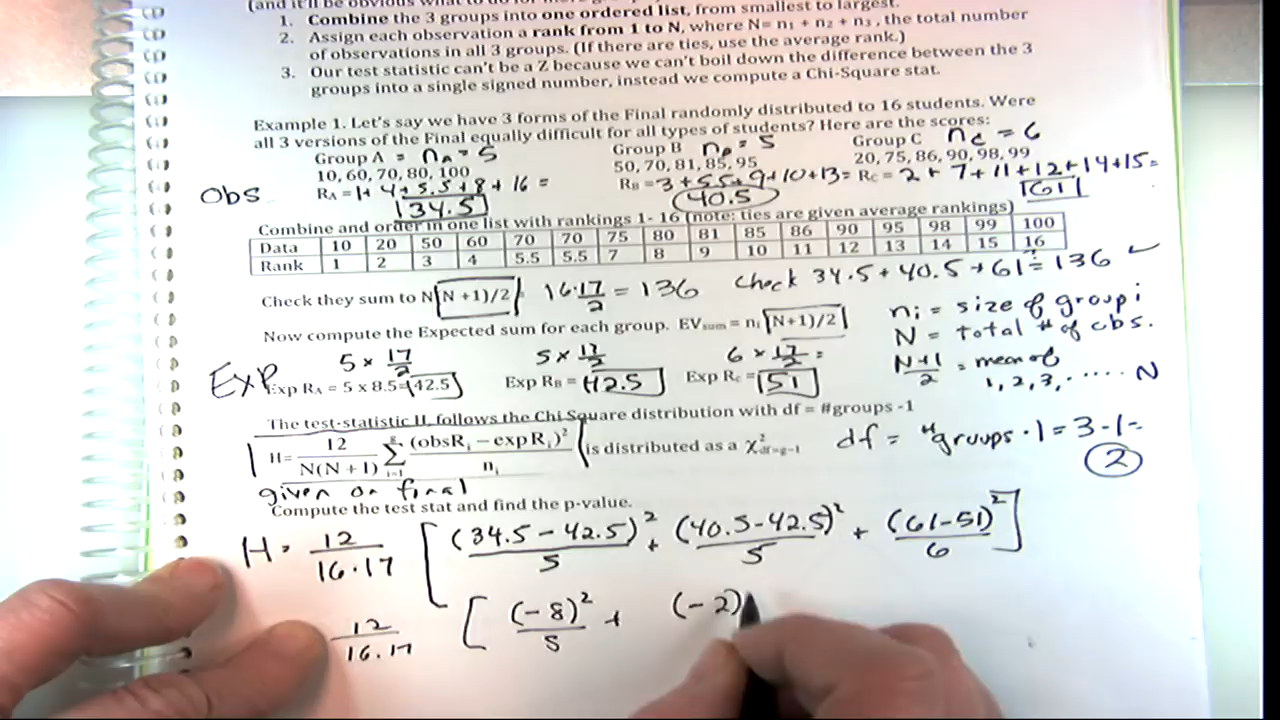 1. Combine the 3 groups into one ordered list, from smallest to largest.
2. Assign each observation a rank from 1 to N, where N= n₁ + n₂ + n₃ , the total number
of observations in all 3 groups. (If there are ties, use the average rank.)
3. Our test statistic can't be a Z because we can't boil down the difference between the 3
groups into a single signed number, instead we compute a Chi-Square stat.
Example 1. Let's say we have 3 forms of the Final randomly distributed to 16 students. Were
all 3 versions of the Final equally difficult for all types of students? Here are the scores:
Group A = nA = 5 Group B nB = 5 Group C nC = 6
10, 60, 70, 80, 100 50, 70, 81, 85, 95 20, 75, 86, 90, 98, 99
Obs RA = 1+ 4+5.5+8+16 = RB = 3+5.5+9+10+13= RC = 2+7+11+12+14+15=
34.5 40.5 61
Combine and order in one list with rankings 1- 16 (note: ties are given average rankings)
Data 10 20 50 60 70 70 75 80 81 85 86 90 95 98 99 100
Rank 1 2 3 4 5.5 5.5 7 8 9 10 11 12 13 14 15 16
Check they sum to N(N +1)/2 16·17/2 = 136 Check 34.5+40.5+61 = 136 ✓
Now compute the Expected sum for each group. EVsum = ni(N+1)/2 ni = size of group i
N = total # of obs.
5 × 17/2 5 × 17/2 6 × 17/2 = N+1/2 = mean of
EXP Exp RA = 5 x 8.5= 42.5 Exp RB = 42.5 Exp RC = 51 1, 2, 3, ..... N
The test-statistic H, follows the Chi Square distribution with df = #groups -1
H= 12/N(N+1) Σ (obsRi − expRi)²/ni is distributed as a χ²df=g−1 df = #groups - 1 = 3-1=
2
given on final
Compute the test stat and find the p-value.
H = 12/16·17 [ (34.5-42.5)²/5 + (40.5-42.5)²/5 + (61-51)²/6 ]
12/16.17 [ (-8)²/5 + (-2)